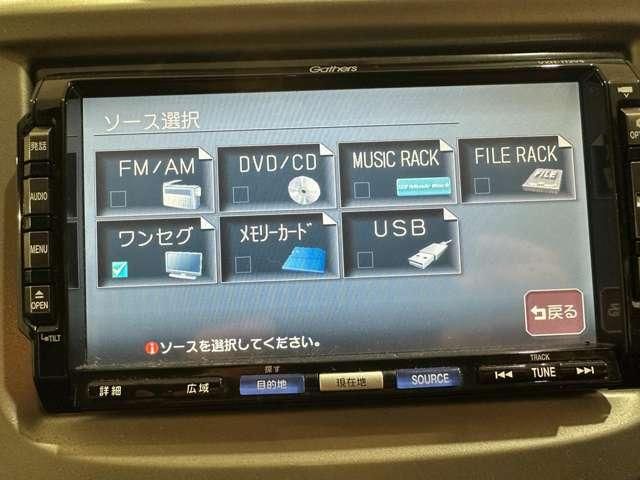 Gathers
ソース選択
FM/AM
DVD/CD
MUSIC RACK
FILE RACK
FILE
ワンセグ
メモリーカード
USB
戻る
ソースを選択してください。
発話
AUDIO
MENU
OPEN
TILT
詳細
広域
探す
目的地
現在地
SOURCE
TRACK
TUNE